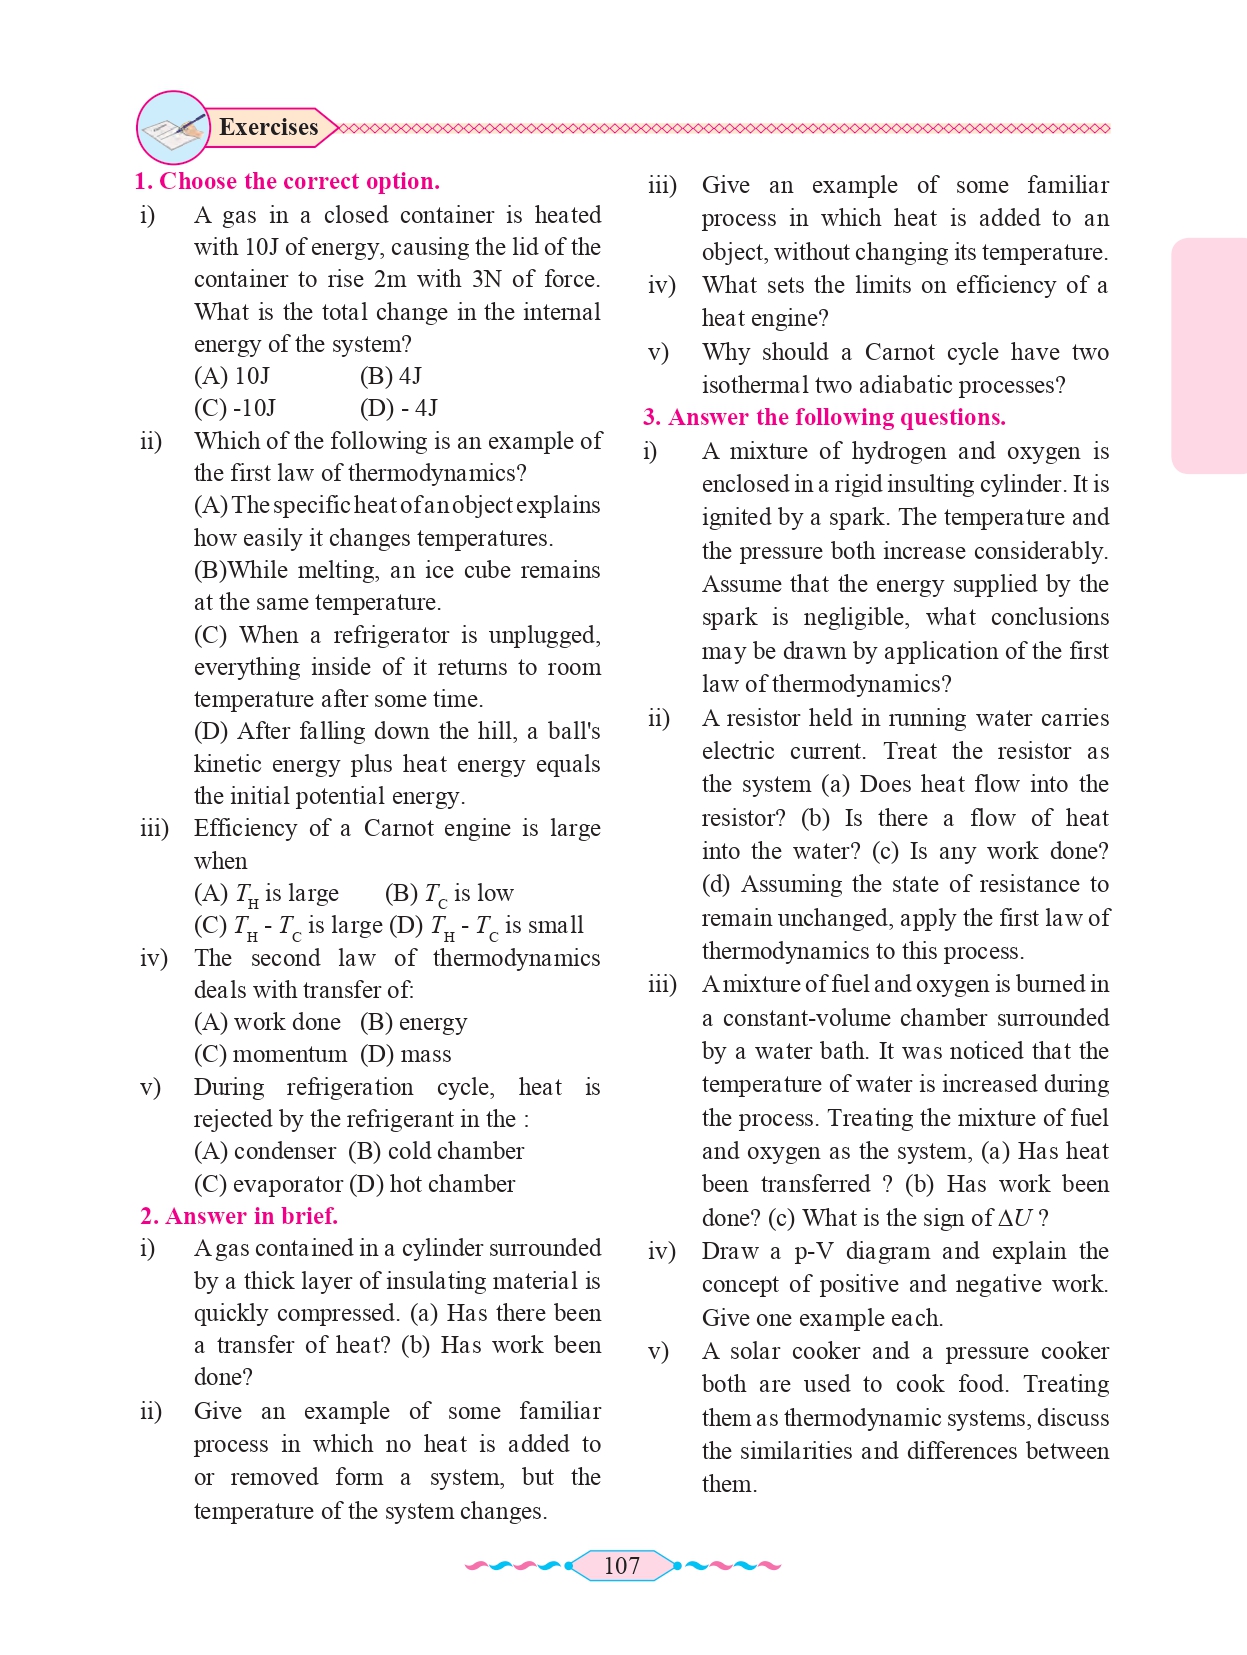 Exercises
1. Choose the correct option.
i) A gas in a closed container is heated
with 10J of energy, causing the lid of the
container to rise 2m with 3N of force.
What is the total change in the internal
energy of the system?
(A) 10J (B) 4J
(C) -10J (D) - 4J
ii) Which of the following is an example of
the first law of thermodynamics?
(A) The specific heat of an object explains
how easily it changes temperatures.
(B)While melting, an ice cube remains
at the same temperature.
(C) When a refrigerator is unplugged,
everything inside of it returns to room
temperature after some time.
(D) After falling down the hill, a ball's
kinetic energy plus heat energy equals
the initial potential energy.
iii) Efficiency of a Carnot engine is large
when
(A) T_H is large (B) T_C is low
(C) T_H - T_C is large (D) T_H - T_C is small
iv) The second law of thermodynamics
deals with transfer of:
(A) work done (B) energy
(C) momentum (D) mass
v) During refrigeration cycle, heat is
rejected by the refrigerant in the :
(A) condenser (B) cold chamber
(C) evaporator (D) hot chamber
2. Answer in brief.
i) A gas contained in a cylinder surrounded
by a thick layer of insulating material is
quickly compressed. (a) Has there been
a transfer of heat? (b) Has work been
done?
ii) Give an example of some familiar
process in which no heat is added to
or removed form a system, but the
temperature of the system changes.
iii) Give an example of some familiar
process in which heat is added to an
object, without changing its temperature.
iv) What sets the limits on efficiency of a
heat engine?
v) Why should a Carnot cycle have two
isothermal two adiabatic processes?
3. Answer the following questions.
i) A mixture of hydrogen and oxygen is
enclosed in a rigid insulting cylinder. It is
ignited by a spark. The temperature and
the pressure both increase considerably.
Assume that the energy supplied by the
spark is negligible, what conclusions
may be drawn by application of the first
law of thermodynamics?
ii) A resistor held in running water carries
electric current. Treat the resistor as
the system (a) Does heat flow into the
resistor? (b) Is there a flow of heat
into the water? (c) Is any work done?
(d) Assuming the state of resistance to
remain unchanged, apply the first law of
thermodynamics to this process.
iii) A mixture of fuel and oxygen is burned in
a constant-volume chamber surrounded
by a water bath. It was noticed that the
temperature of water is increased during
the process. Treating the mixture of fuel
and oxygen as the system, (a) Has heat
been transferred ? (b) Has work been
done? (c) What is the sign of ΔU ?
iv) Draw a p-V diagram and explain the
concept of positive and negative work.
Give one example each.
v) A solar cooker and a pressure cooker
both are used to cook food. Treating
them as thermodynamic systems, discuss
the similarities and differences between
them.
107